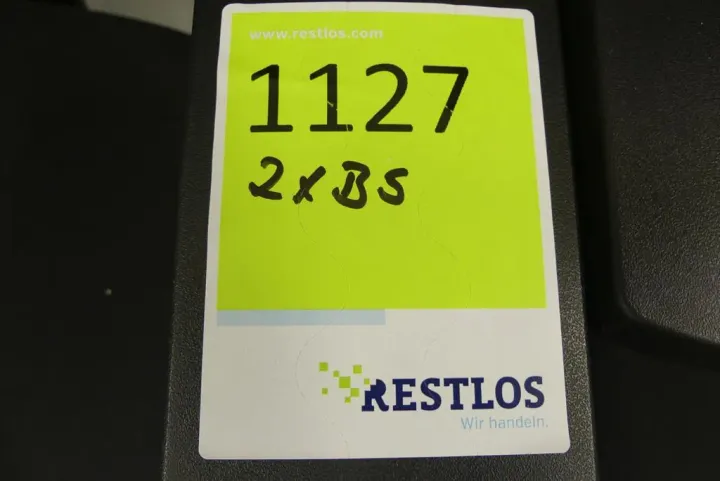 www.restlos.com
1127
2xBS
RESTLOS
Wir handeln.